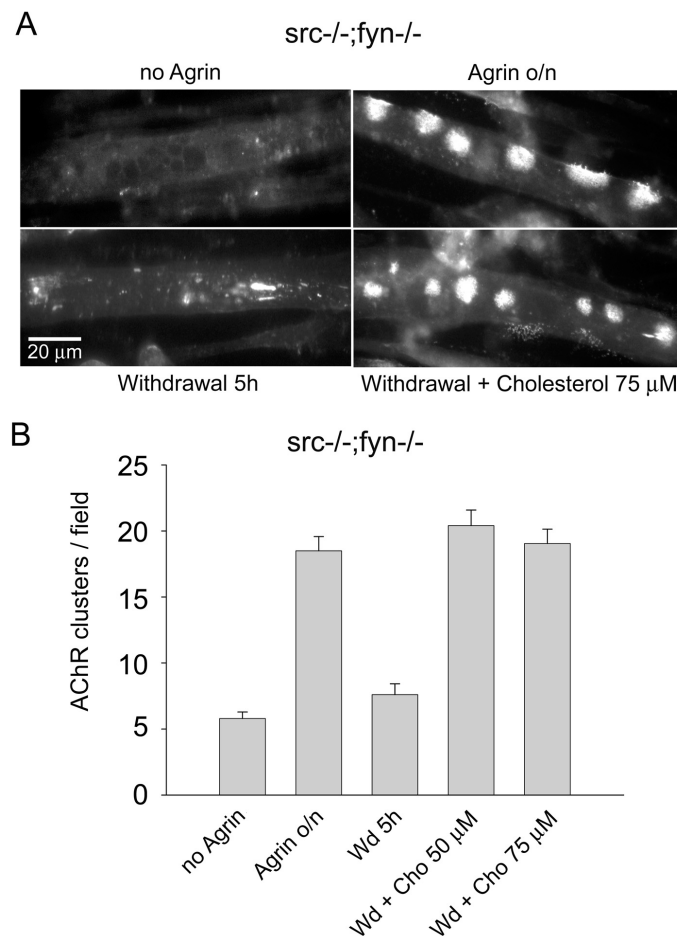 A
src-/-;fyn-/-
no Agrin
Agrin o/n
20 µm
Withdrawal 5h
Withdrawal + Cholesterol 75 µM
B
src-/-;fyn-/-
AChR clusters / field
25
20
15
10
5
0
no Agrin
Agrin o/n
Wd 5h
Wd + Cho 50 µM
Wd + Cho 75 µM